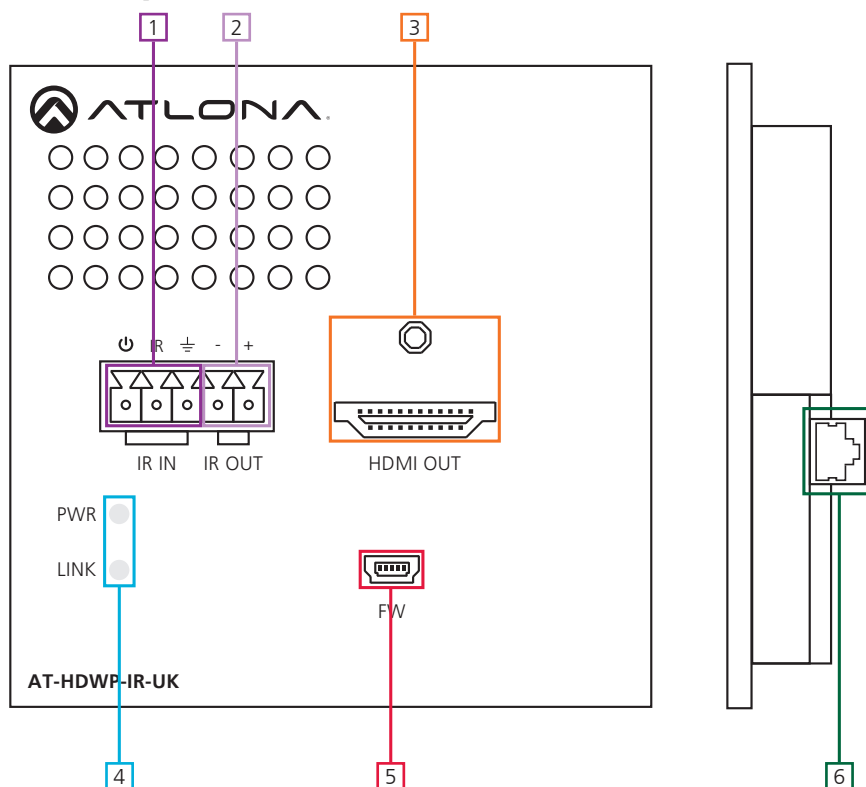 1 2 3
ATLONA.
IR - +
IR IN IR OUT HDMI OUT
PWR
LINK
FW
AT-HDWP-IR-UK
4 5 6